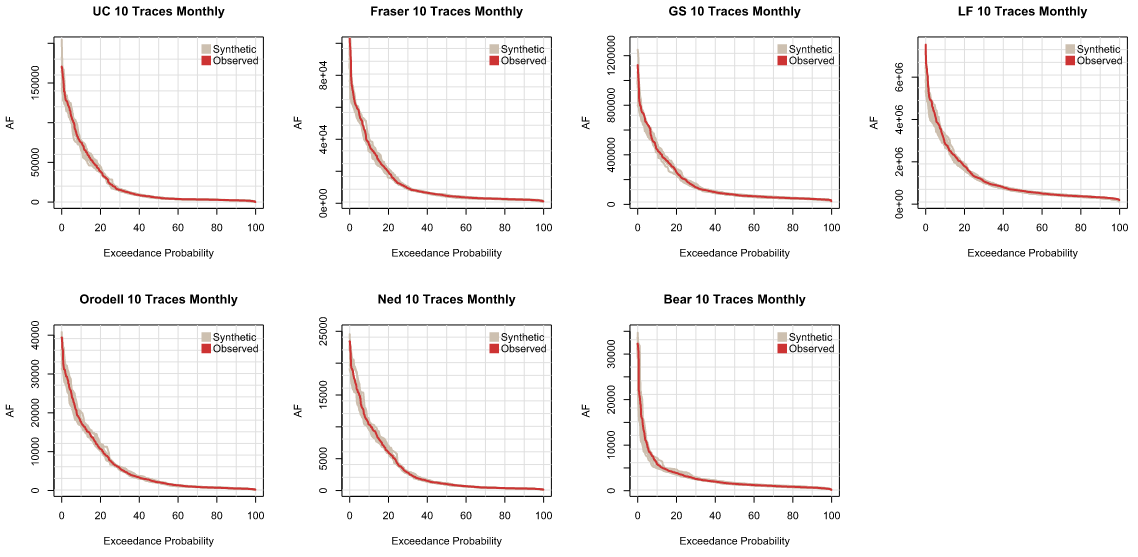 UC 10 Traces Monthly
Synthetic
Observed
AF
0
50000
150000
0 20 40 60 80 100
Exceedance Probability
Fraser 10 Traces Monthly
Synthetic
Observed
AF
0e+00
4e+04
8e+04
0 20 40 60 80 100
Exceedance Probability
GS 10 Traces Monthly
Synthetic
Observed
AF
0
400000
800000
1200000
0 20 40 60 80 100
Exceedance Probability
LF 10 Traces Monthly
Synthetic
Observed
AF
0e+00
2e+06
4e+06
6e+06
0 20 40 60 80 100
Exceedance Probability
Orodell 10 Traces Monthly
Synthetic
Observed
AF
0
10000
20000
30000
40000
0 20 40 60 80 100
Exceedance Probability
Ned 10 Traces Monthly
Synthetic
Observed
AF
0
5000
15000
25000
0 20 40 60 80 100
Exceedance Probability
Bear 10 Traces Monthly
Synthetic
Observed
AF
0
10000
20000
30000
0 20 40 60 80 100
Exceedance Probability